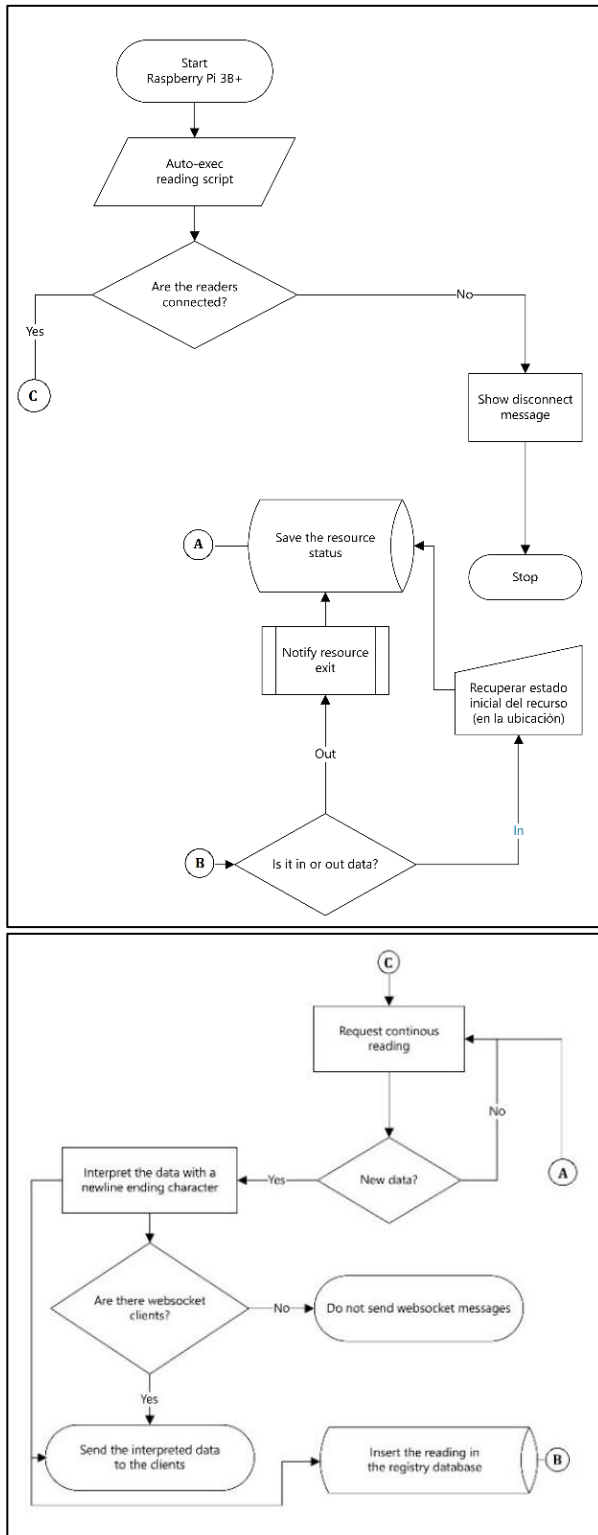 Start
Raspberry Pi 3B+
Auto-exec
reading script
Are the readers
connected?
Yes
No
C
Show disconnect
message
Stop
A
Save the resource
status
Notify resource
exit
Recuperar estado
inicial del recurso
(en la ubicación)
Out
In
B
Is it in or out data?
C
Request continous
reading
No
A
Interpret the data with a
newline ending character
Yes
New data?
Are there websocket
clients?
No
Do not send websocket messages
Yes
Send the interpreted data
to the clients
Insert the reading in
the registry database
B